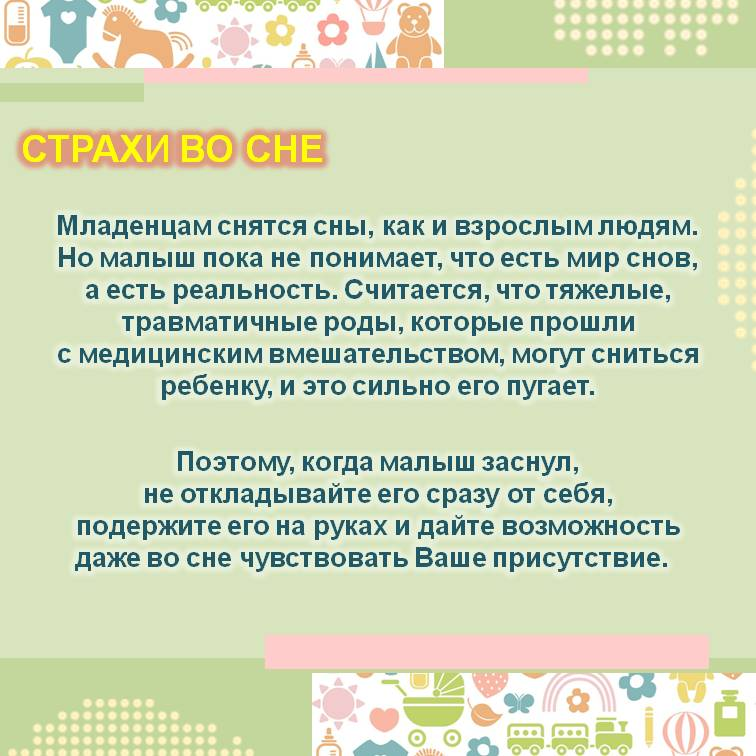 СТРАХИ ВО СНЕ
Младенцам снятся сны, как и взрослым людям.
Но малыш пока не понимает, что есть мир снов,
а есть реальность. Считается, что тяжелые,
травматичные роды, которые прошли
с медицинским вмешательством, могут сниться
ребенку, и это сильно его пугает.
Поэтому, когда малыш заснул,
не откладывайте его сразу от себя,
подержите его на руках и дайте возможность
даже во сне чувствовать Ваше присутствие.